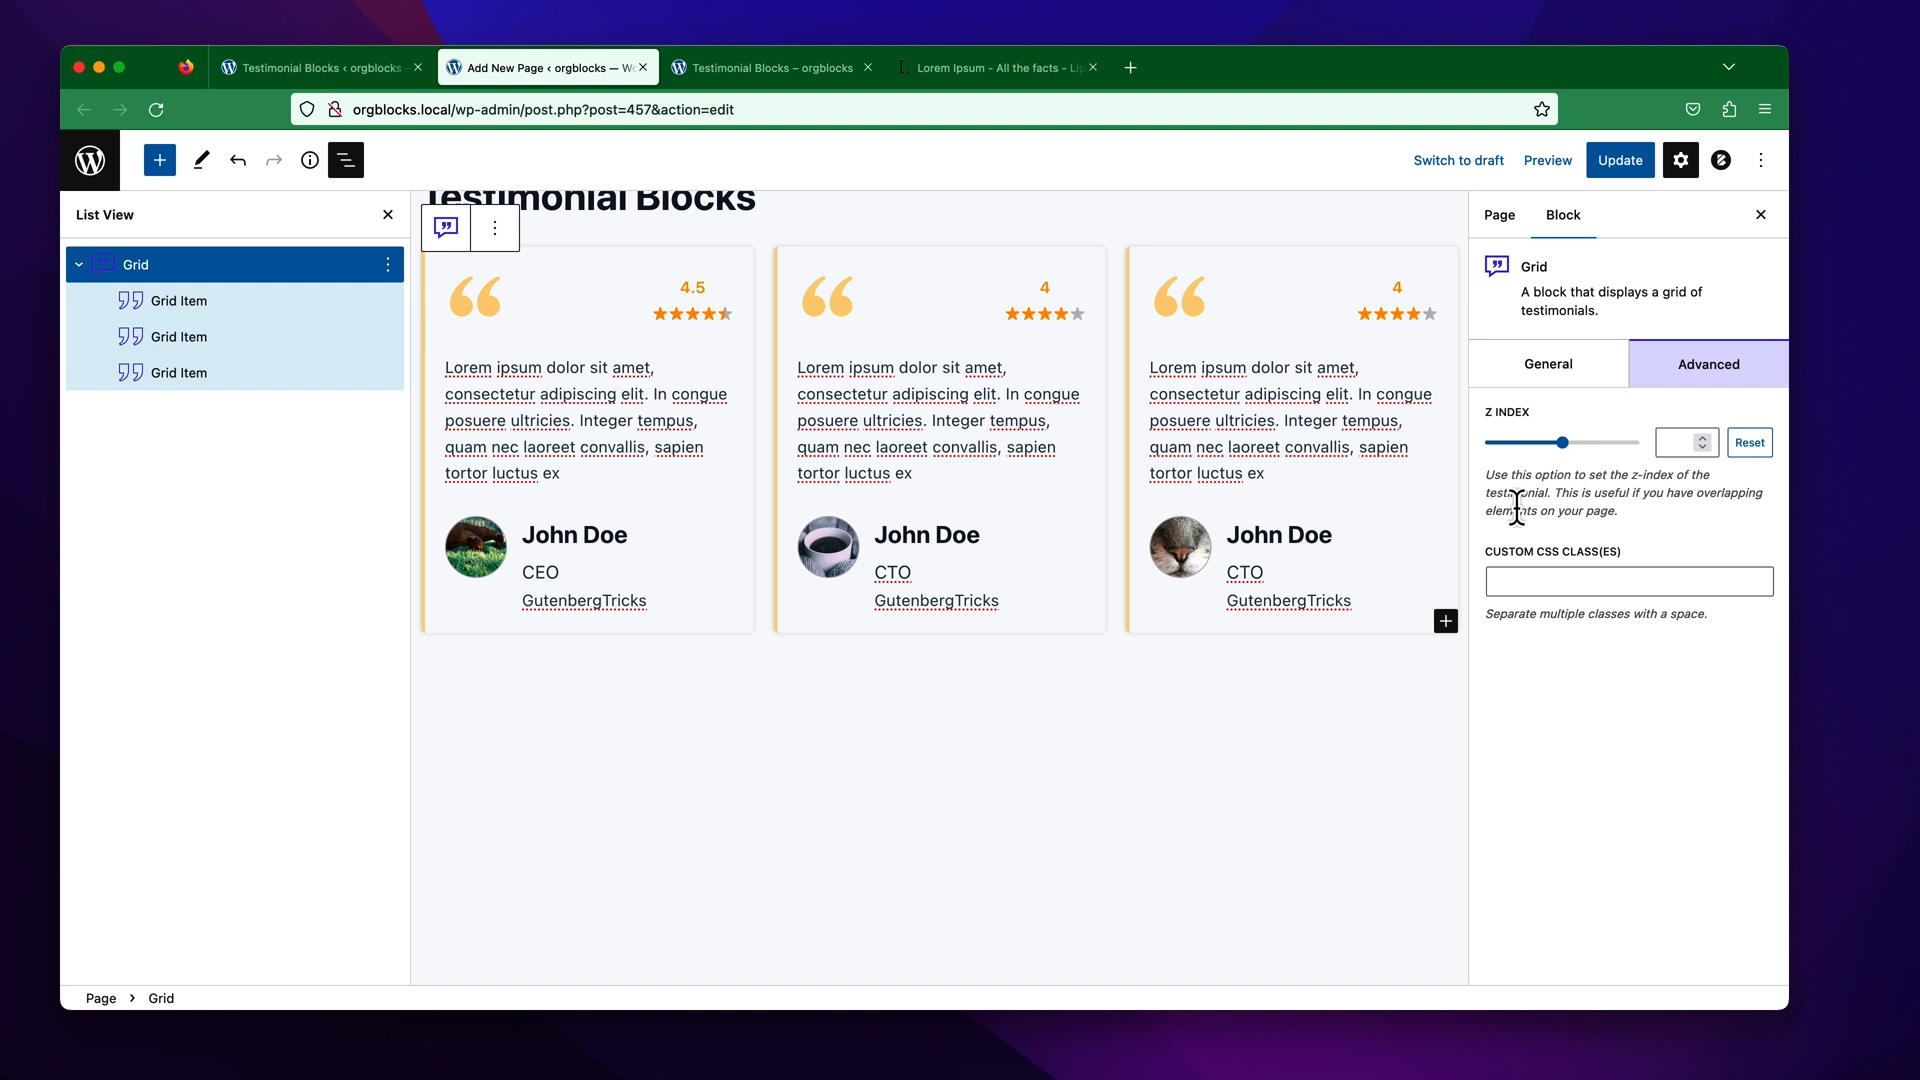 Testimonial Blocks ‹ orgblocks
Add New Page ‹ orgblocks — W
Testimonial Blocks – orgblocks
Lorem Ipsum - All the facts - Li
orgblocks.local/wp-admin/post.php?post=457&action=edit
Switch to draft
Preview
Update
List View
Grid
Grid Item
Grid Item
Grid Item
Testimonial Blocks
4.5
Lorem ipsum dolor sit amet,
consectetur adipiscing elit. In congue
posuere ultricies. Integer tempus,
quam nec laoreet convallis, sapien
tortor luctus ex
John Doe
CEO
GutenbergTricks
4
Lorem ipsum dolor sit amet,
consectetur adipiscing elit. In congue
posuere ultricies. Integer tempus,
quam nec laoreet convallis, sapien
tortor luctus ex
John Doe
CTO
GutenbergTricks
4
Lorem ipsum dolor sit amet,
consectetur adipiscing elit. In congue
posuere ultricies. Integer tempus,
quam nec laoreet convallis, sapien
tortor luctus ex
John Doe
CTO
GutenbergTricks
Page
Block
Grid
A block that displays a grid of
testimonials.
General
Advanced
Z INDEX
Reset
Use this option to set the z-index of the
testimonial. This is useful if you have overlapping
elements on your page.
CUSTOM CSS CLASS(ES)
Separate multiple classes with a space.
Page › Grid